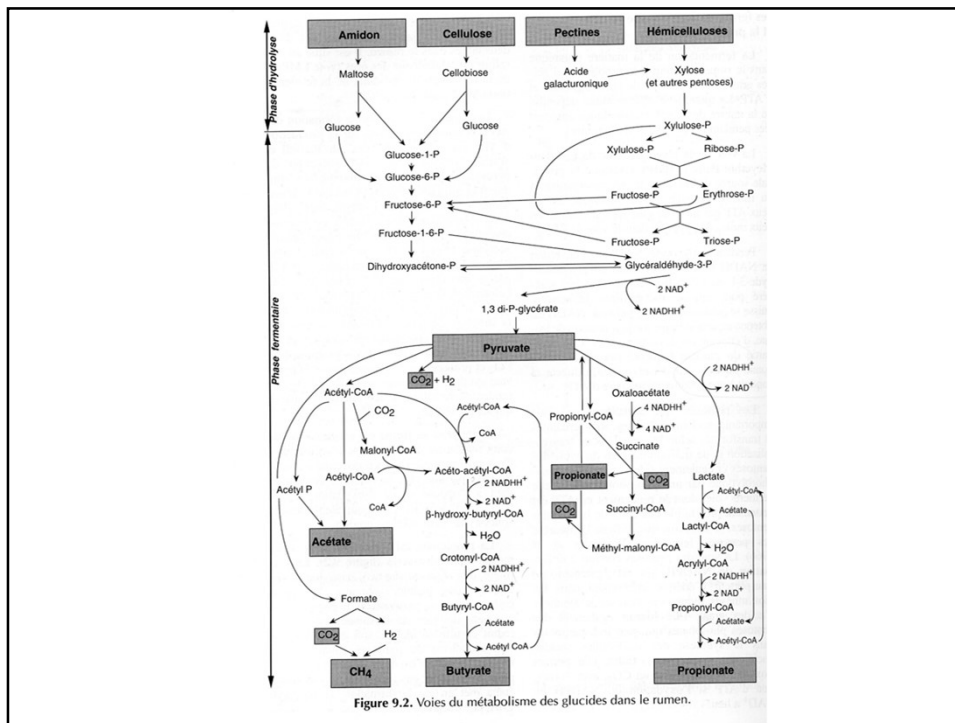 Amidon
Cellulose
Pectines
Hémicelluloses
Phase d'hydrolyse
Maltose
Cellobiose
Acide
galacturonique
Xylose
(et autres pentoses)
Glucose
Glucose
Xylulose-P
Glucose-1-P
Xylulose-P
Ribose-P
Glucose-6-P
Fructose-6-P
Fructose-P
Erythrose-P
Fructose-1-6-P
Fructose-P
Triose-P
Dihydroxyacétone-P
Glycéraldéhyde-3-P
2 NAD+
2 NADHH+
1,3 di-P-glycérate
Phase fermentaire
Pyruvate
CO2 + H2
2 NADHH+
2 NAD+
Acétyl-CoA
Oxaloacétate
CO2
Acétyl-CoA
Propionyl-CoA
4 NADHH+
4 NAD+
CoA
Malonyl-CoA
Succinate
Acétyl P
Acétyl-CoA
Acéto-acétyl-CoA
Propionate
CO2
Lactate
2 NADHH+
Acétyl-CoA
CoA
2 NAD+
Succinyl-CoA
Acétate
β-hydroxy-butyryl-CoA
CO2
Lactyl-CoA
Acétate
H2O
Méthyl-malonyl-CoA
H2O
Crotonyl-CoA
Acrylyl-CoA
2 NADHH+
2 NADHH+
2 NAD+
2 NAD+
Formate
Butyryl-CoA
Propionyl-CoA
CO2
H2
Acétate
Acétate
Acétyl CoA
Acétyl-CoA
CH4
Butyrate
Propionate
Figure 9.2. Voies du métabolisme des glucides dans le rumen.